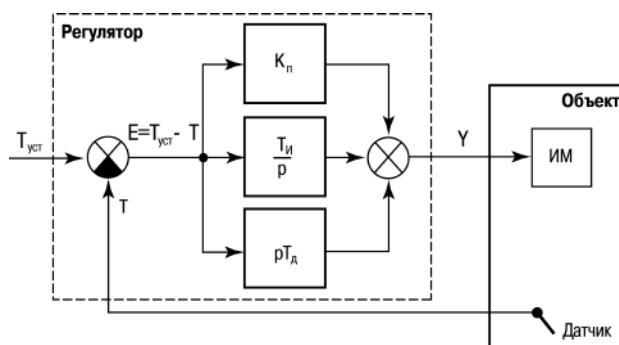 Регулятор
Kп
Объект
Tуст
E=Tуст- T
TИ
p
Y
ИМ
T
pTд
Датчик